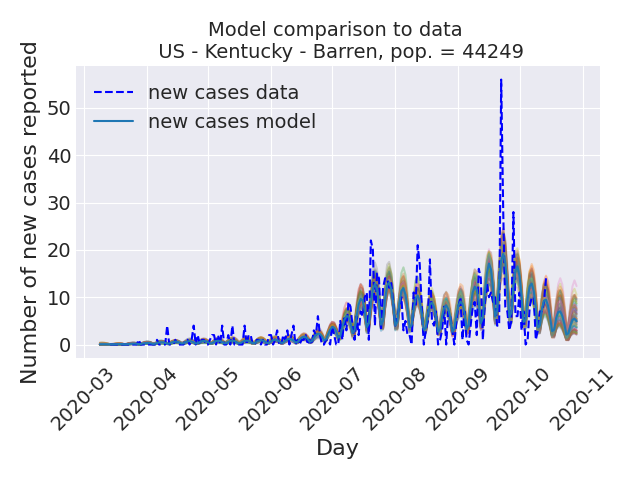 Model comparison to data
US - Kentucky - Barren, pop. = 44249
new cases data
new cases model
Number of new cases reported
50
40
30
20
10
0
2020-03
2020-04
2020-05
2020-06
2020-07
2020-08
2020-09
2020-10
2020-11
Day